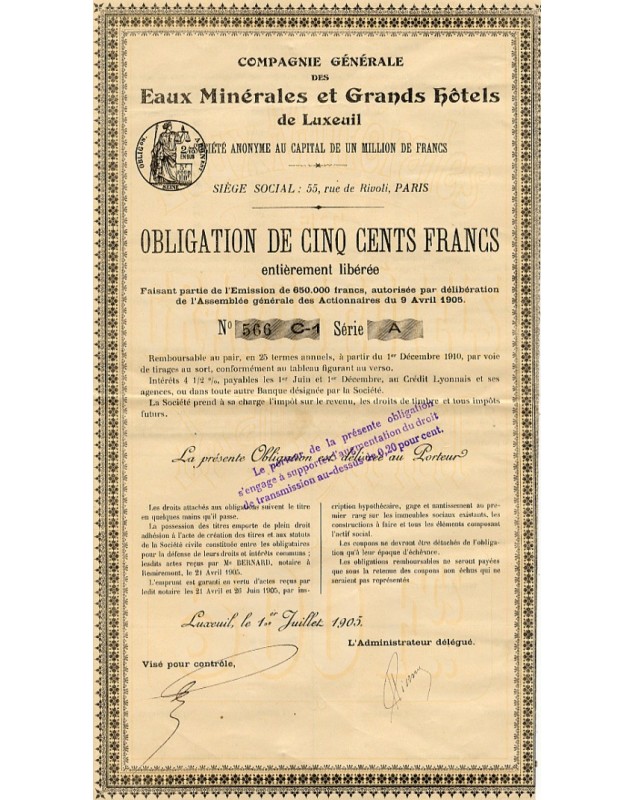 COMPAGNIE GÉNÉRALE
DES
Eaux Minérales et Grands Hôtels
de Luxeuil
SOCIÉTÉ ANONYME AU CAPITAL DE UN MILLION DE FRANCS
SIÈGE SOCIAL : 55, rue de Rivoli, PARIS
OBLIGATION DE CINQ CENTS FRANCS
entièrement libérée
Faisant partie de l'Emission de 650.000 francs, autorisée par délibération
de l'Assemblée générale des Actionnaires du 9 Avril 1905.
No 566 C-1 Série A
Remboursable au pair, en 25 termes annuels, à partir du 1er Décembre 1910, par voie
de tirages au sort, conformément au tableau figurant au verso.
Intérêts 4 1/2 %, payables les 1er Juin et 1er Décembre, au Crédit Lyonnais et ses
agences, ou dans toute autre Banque désignée par la Société.
La Société prend à sa charge l'impôt sur le revenu, les droits de timbre et tous impôts
futurs.
La présente Obligation est délivrée au Porteur
Le porteur de la présente obligation
s'engage à supporter l'augmentation du droit
de transmission au-dessus de 0,20 pour cent.
Les droits attachés aux obligations suivent le titre
en quelques mains qu'il passe.
La possession des titres emporte de plein droit
adhésion à l'acte de création des titres et aux statuts
de la Société civile constituée entre les obligataires
pour la défense de leurs droits et intérêts communs ;
lesdits actes reçus par Me BERNARD, notaire à
Remiremont, le 21 Avril 1905.
L'emprunt est garanti en vertu d'actes reçus par
ledit notaire les 21 Avril et 26 Juin 1905, par ins-
cription hypothécaire, gage et nantissement au pre-
mier rang sur les immeubles sociaux existants, les
constructions à faire et tous les éléments composant
l'actif social.
Les coupons ne devront être détachés de l'obliga-
tion qu'à leur époque d'échéance.
Les obligations remboursables ne seront payées
que sous la retenue des coupons non échus qui ne
seraient pas représentés
Luxeuil, le 1er Juillet 1905.
L'Administrateur délégué.
Visé pour contrôle,